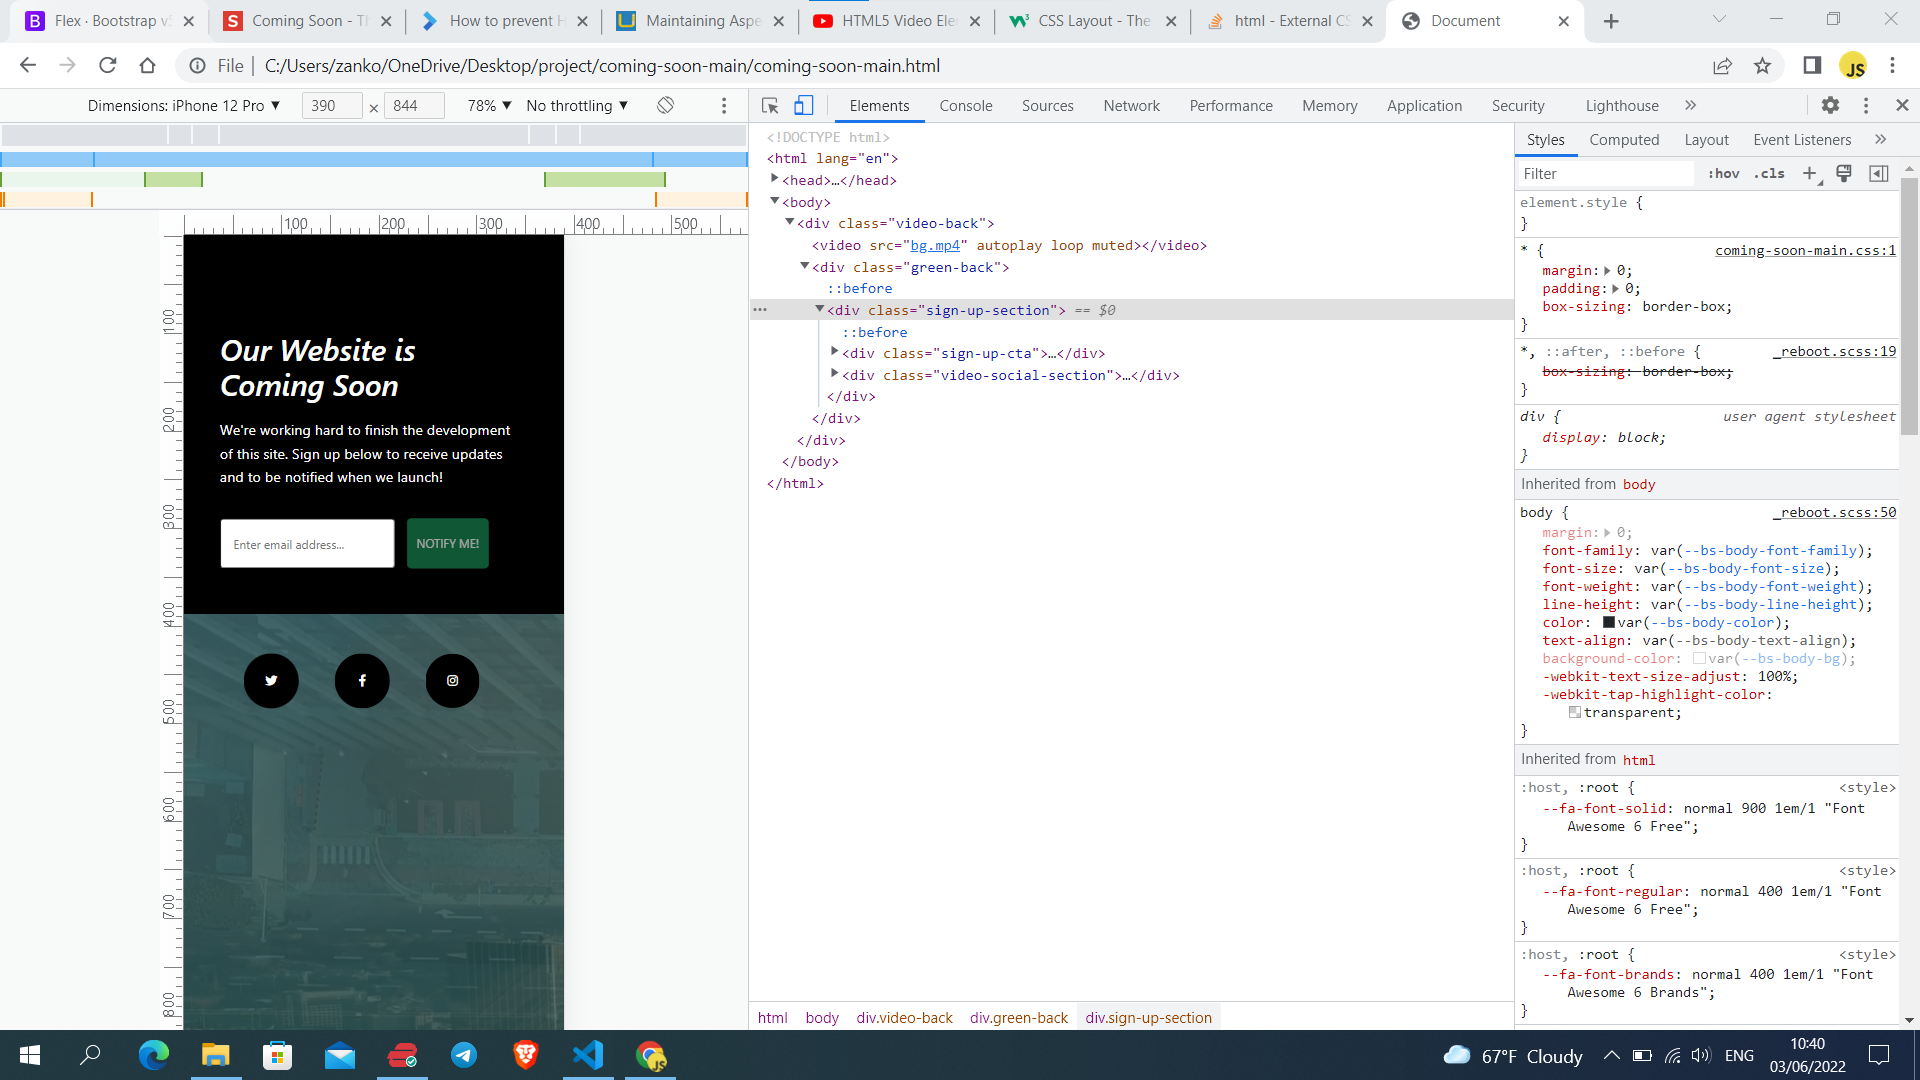 Flex · Bootstrap v5
Coming Soon - Th
How to prevent H
Maintaining Aspe
HTML5 Video Ele
CSS Layout - The
html - External CS
Document
File
C:/Users/zanko/OneDrive/Desktop/project/coming-soon-main/coming-soon-main.html
JS
Dimensions: iPhone 12 Pro ▼
390 × 844
78% ▼
No throttling ▼
Elements
Console
Sources
Network
Performance
Memory
Application
Security
Lighthouse
100
200
300
400
500
100
200
300
400
500
600
700
800
Our Website is
Coming Soon
We're working hard to finish the development
of this site. Sign up below to receive updates
and to be notified when we launch!
Enter email address...
NOTIFY ME!
<!DOCTYPE html>
<html lang="en">
<head>…</head>
<body>
<div class="video-back">
<video src="bg.mp4" autoplay loop muted></video>
<div class="green-back">
::before
<div class="sign-up-section> == $0
::before
<div class="sign-up-cta">…</div>
<div class="video-social-section">…</div>
</div>
</div>
</div>
</body>
</html>
html
body
div.video-back
div.green-back
div.sign-up-section
Styles
Computed
Layout
Event Listeners
Filter
:hov
.cls
element.style {
}
* {
coming-soon-main.css:1
margin: 0;
padding: 0;
box-sizing: border-box;
}
*, ::after, ::before {
_reboot.scss:19
box-sizing: border-box;
}
div {
user agent stylesheet
display: block;
}
Inherited from body
body {
_reboot.scss:50
margin: 0;
font-family: var(--bs-body-font-family);
font-size: var(--bs-body-font-size);
font-weight: var(--bs-body-font-weight);
line-height: var(--bs-body-line-height);
color: var(--bs-body-color);
text-align: var(--bs-body-text-align);
background-color: var(--bs-body-bg);
-webkit-text-size-adjust: 100%;
-webkit-tap-highlight-color:
transparent;
}
Inherited from html
:host, :root {
<style>
--fa-font-solid: normal 900 1em/1 "Font
Awesome 6 Free";
}
:host, :root {
<style>
--fa-font-regular: normal 400 1em/1 "Font
Awesome 6 Free";
}
:host, :root {
<style>
--fa-font-brands: normal 400 1em/1 "Font
Awesome 6 Brands";
}
67°F Cloudy
ENG
10:40
03/06/2022